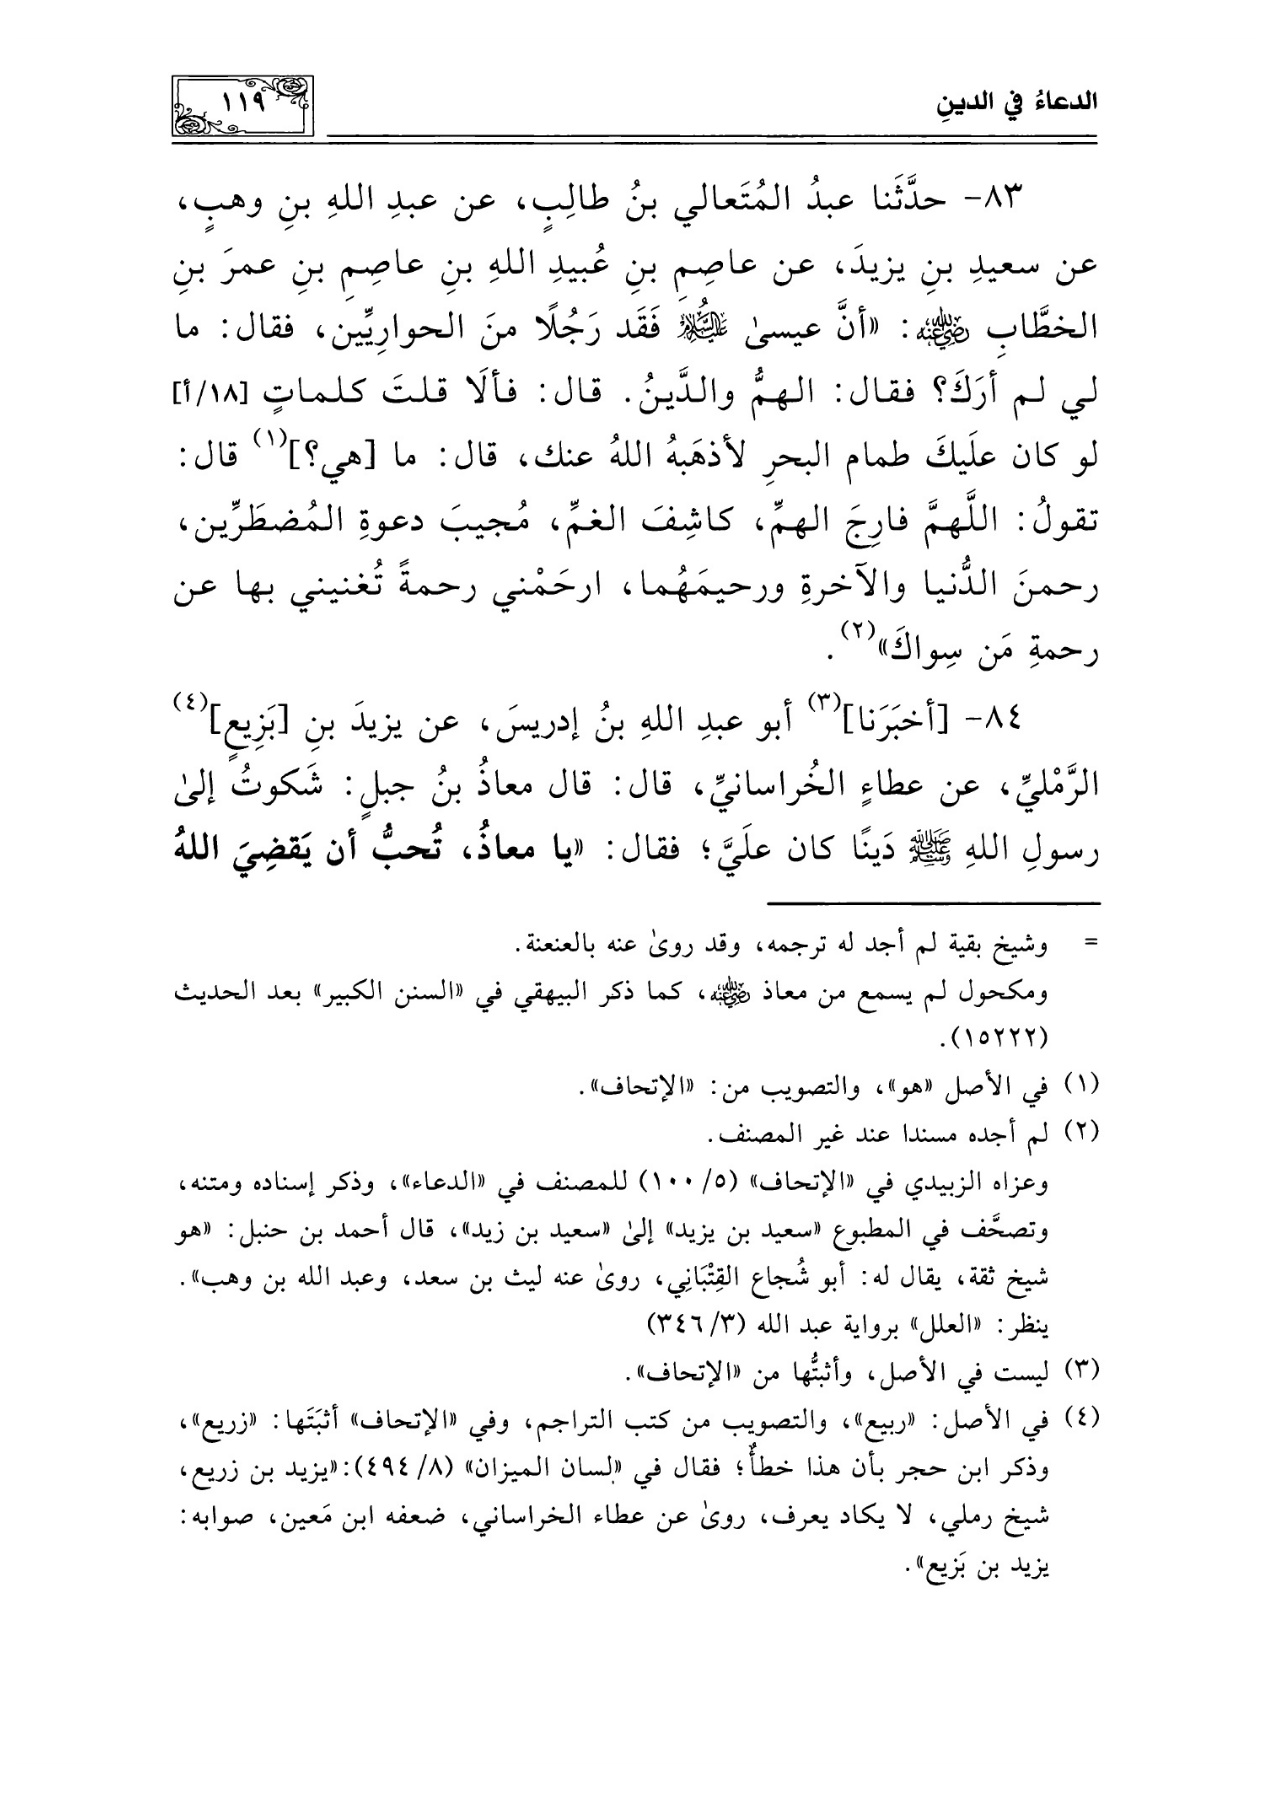 الدعاءُ في الدينِ
١١٩
٨٣- حدَّثَنا عبدُ المُتَعالي بنُ طالِبٍ، عن عبدِ اللهِ بنِ وهبٍ،
عن سعيدِ بنِ يزيدَ، عن عاصِمِ بنِ عُبيدِ اللهِ بنِ عاصِمِ بنِ عمرَ بنِ
الخطَّابِ رضي الله عنه: «أنَّ عيسىٰ عليه السلام فَقَد رَجُلًا منَ الحواريِّين، فقال: ما
لي لم أرَكَ؟ فقال: الهمُّ والدَّينُ. قال: فألَا قلتَ كلماتٍ [١٨/أ]
لو كان علَيكَ طمام البحرِ لأذهَبهُ اللهُ عنك، قال: ما [هي؟](١) قال:
تقولُ: اللَّهمَّ فارِجَ الهمِّ، كاشِفَ الغمِّ، مُجيبَ دعوةِ المُضطَرِّين،
رحمنَ الدُّنيا والآخرةِ ورحيمَهُما، ارحَمْني رحمةً تُغنيني بها عن
رحمةِ مَن سِواكَ»(٢).
٨٤- [أخبَرَنا](٣) أبو عبدِ اللهِ بنُ إدريسَ، عن يزيدَ بنِ [بَزِيعٍ](٤)
الرَّمْليِّ، عن عطاءٍ الخُراسانيِّ، قال: قال معاذُ بنُ جبلٍ: شَكوتُ إلىٰ
رسولِ اللهِ ﷺ دَينًا كان علَيَّ؛ فقال: «يا معاذُ، تُحبُّ أن يَقضِيَ اللهُ
= وشيخ بقية لم أجد له ترجمه، وقد روىٰ عنه بالعنعنة.
ومكحول لم يسمع من معاذ رضي الله عنه، كما ذكر البيهقي في «السنن الكبير» بعد الحديث
(١٥٢٢٢).
(١) في الأصل «هو»، والتصويب من: «الإتحاف».
(٢) لم أجده مسندا عند غير المصنف.
وعزاه الزبيدي في «الإتحاف» (٥/ ١٠٠) للمصنف في «الدعاء»، وذكر إسناده ومتنه،
وتصحَّف في المطبوع «سعيد بن يزيد» إلىٰ «سعيد بن زيد»، قال أحمد بن حنبل: «هو
شيخ ثقة، يقال له: أبو شُجاع القِتْبَانِي، روىٰ عنه ليث بن سعد، وعبد الله بن وهب».
ينظر: «العلل» برواية عبد الله (٣/ ٣٤٦)
(٣) ليست في الأصل، وأثبتُّها من «الإتحاف».
(٤) في الأصل: «ربيع»، والتصويب من كتب التراجم، وفي «الإتحاف» أثبَتَها: «زريع»،
وذكر ابن حجر بأن هذا خطأٌ؛ فقال في «لسان الميزان» (٨/ ٤٩٤):«يزيد بن زريع،
شيخ رملي، لا يكاد يعرف، روىٰ عن عطاء الخراساني، ضعفه ابن مَعين، صوابه:
يزيد بن بَزيع».